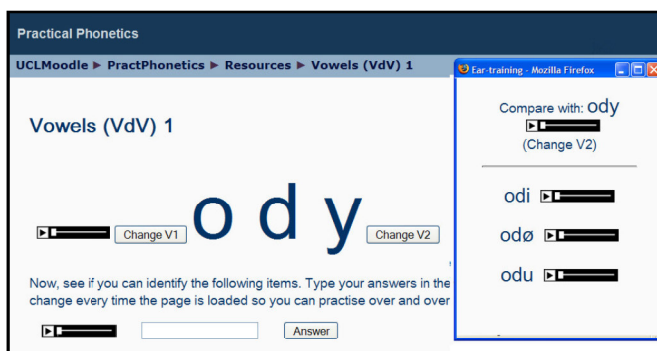 Practical Phonetics
UCLMoodle ► PractPhonetics ► Resources ► Vowels (VdV) 1
Vowels (VdV) 1
Change V1 o d y Change V2
Now, see if you can identify the following items. Type your answers in the
change every time the page is loaded so you can practise over and over
Answer
Ear-training - Mozilla Firefox
Compare with: ody
(Change V2)
odi
odø
odu